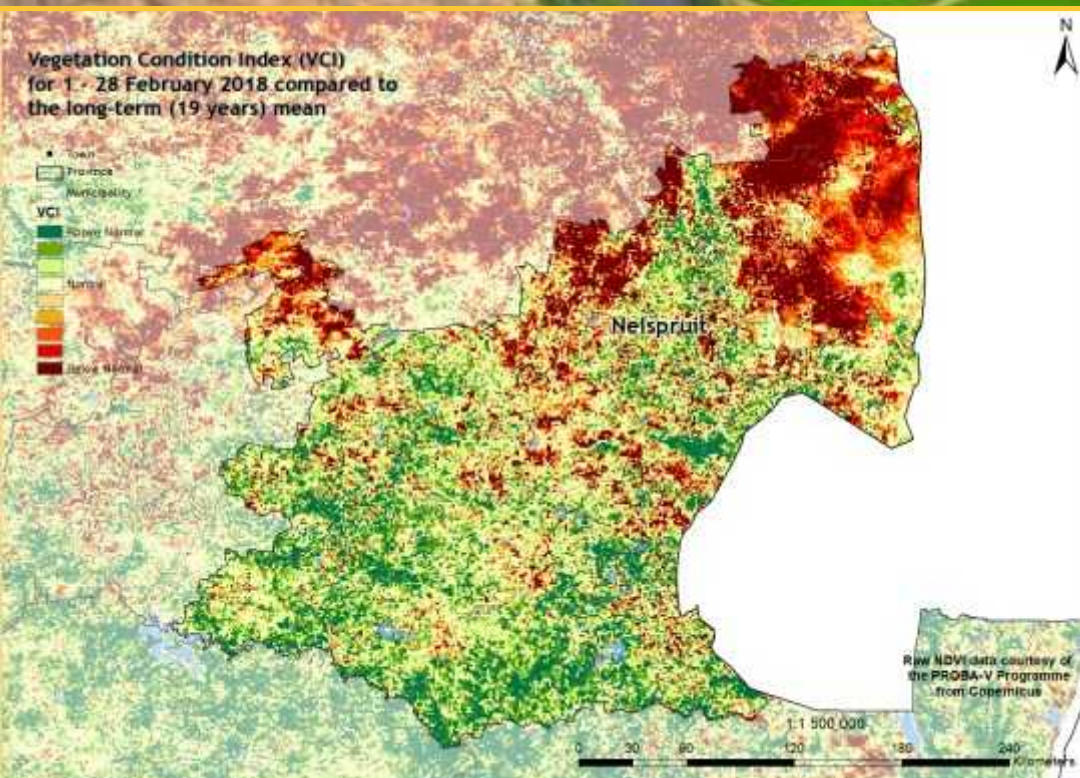 Vegetation Condition Index (VCI)
for 1 - 28 February 2018 compared to
the long-term (19 years) mean
N
Town
Province
Municipality
VCI
Above Normal
Normal
Below Normal
Nelspruit
Raw NDVI data courtesy of
the PROBA-V Programme
from Copernicus
1:1 500 000
0 30 60 120 180 240
Kilometers